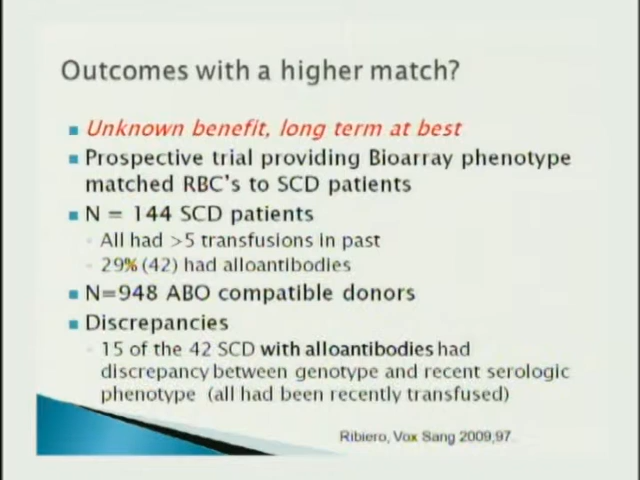 Outcomes with a higher match?
Unknown benefit, long term at best
Prospective trial providing Bioarray phenotype
matched RBC's to SCD patients
N = 144 SCD patients
All had >5 transfusions in past
29% (42) had alloantibodies
N=948 ABO compatible donors
Discrepancies
15 of the 42 SCD with alloantibodies had
discrepancy between genotype and recent serologic
phenotype (all had been recently transfused)
Ribiero, Vox Sang 2009,97